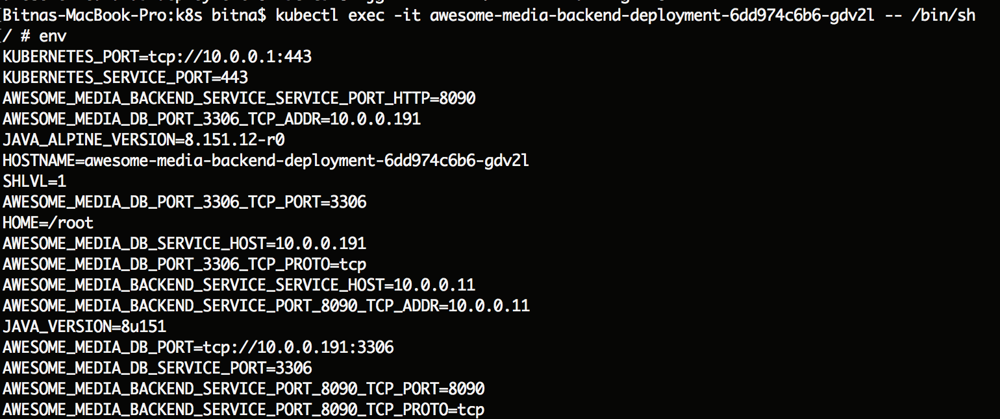 Bitnas-MacBook-Pro:k8s bitna$ kubectl exec -it awesome-media-backend-deployment-6dd974c6b6-gdv2l -- /bin/sh
/ # env
KUBERNETES_PORT=tcp://10.0.0.1:443
KUBERNETES_SERVICE_PORT=443
AWESOME_MEDIA_BACKEND_SERVICE_SERVICE_PORT_HTTP=8090
AWESOME_MEDIA_DB_PORT_3306_TCP_ADDR=10.0.0.191
JAVA_ALPINE_VERSION=8.151.12-r0
HOSTNAME=awesome-media-backend-deployment-6dd974c6b6-gdv2l
SHLVL=1
AWESOME_MEDIA_DB_PORT_3306_TCP_PORT=3306
HOME=/root
AWESOME_MEDIA_DB_SERVICE_HOST=10.0.0.191
AWESOME_MEDIA_DB_PORT_3306_TCP_PROTO=tcp
AWESOME_MEDIA_BACKEND_SERVICE_SERVICE_HOST=10.0.0.11
AWESOME_MEDIA_BACKEND_SERVICE_PORT_8090_TCP_ADDR=10.0.0.11
JAVA_VERSION=8u151
AWESOME_MEDIA_DB_PORT=tcp://10.0.0.191:3306
AWESOME_MEDIA_DB_SERVICE_PORT=3306
AWESOME_MEDIA_BACKEND_SERVICE_PORT_8090_TCP_PORT=8090
AWESOME_MEDIA_BACKEND_SERVICE_PORT_8090_TCP_PROTO=tcp